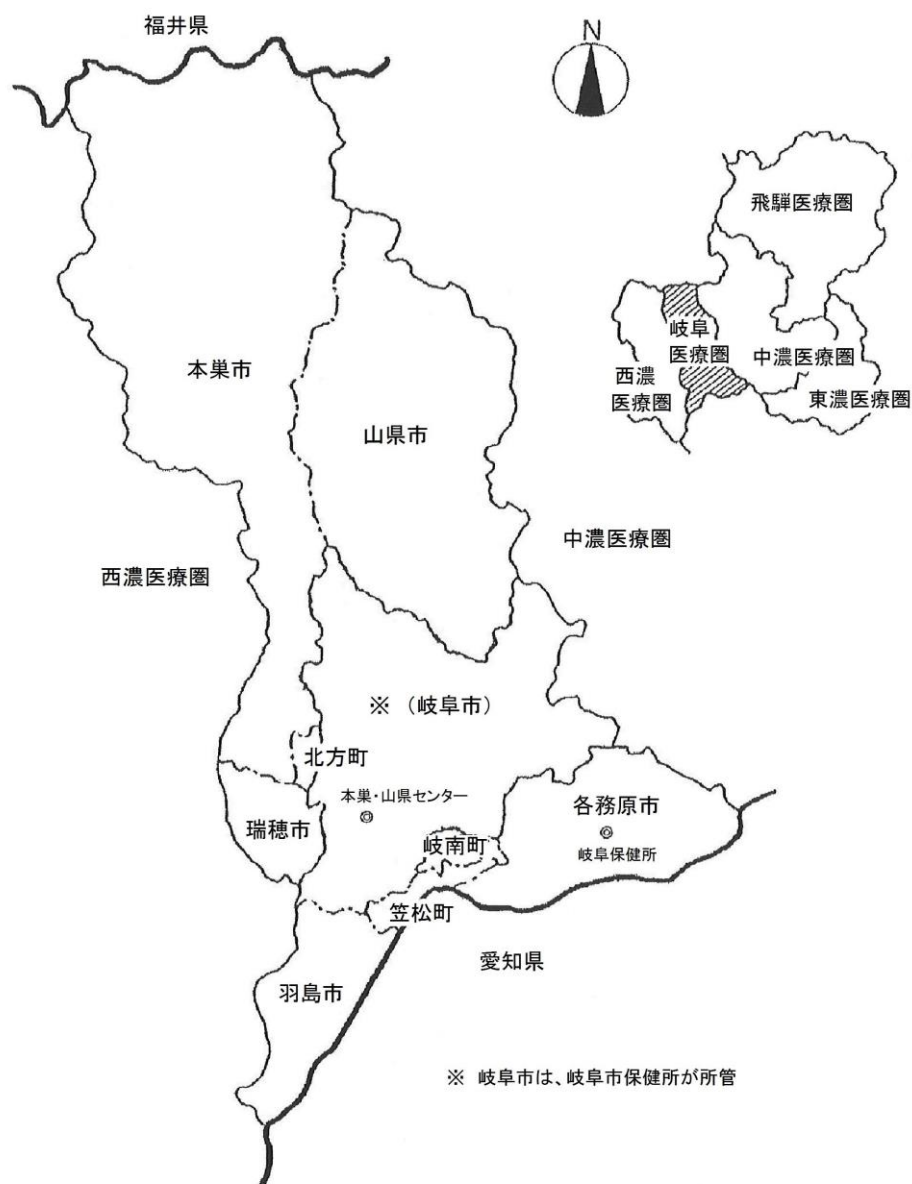 福井県
N
飛騨医療圏
岐阜
医療圏
中濃医療圏
西濃
医療圏
東濃医療圏
本巣市
山県市
中濃医療圏
西濃医療圏
※ (岐阜市)
北方町
本巣・山県センター
◎
瑞穂市
各務原市
◎
岐阜保健所
岐南町
笠松町
愛知県
羽島市
※ 岐阜市は、岐阜市保健所が所管